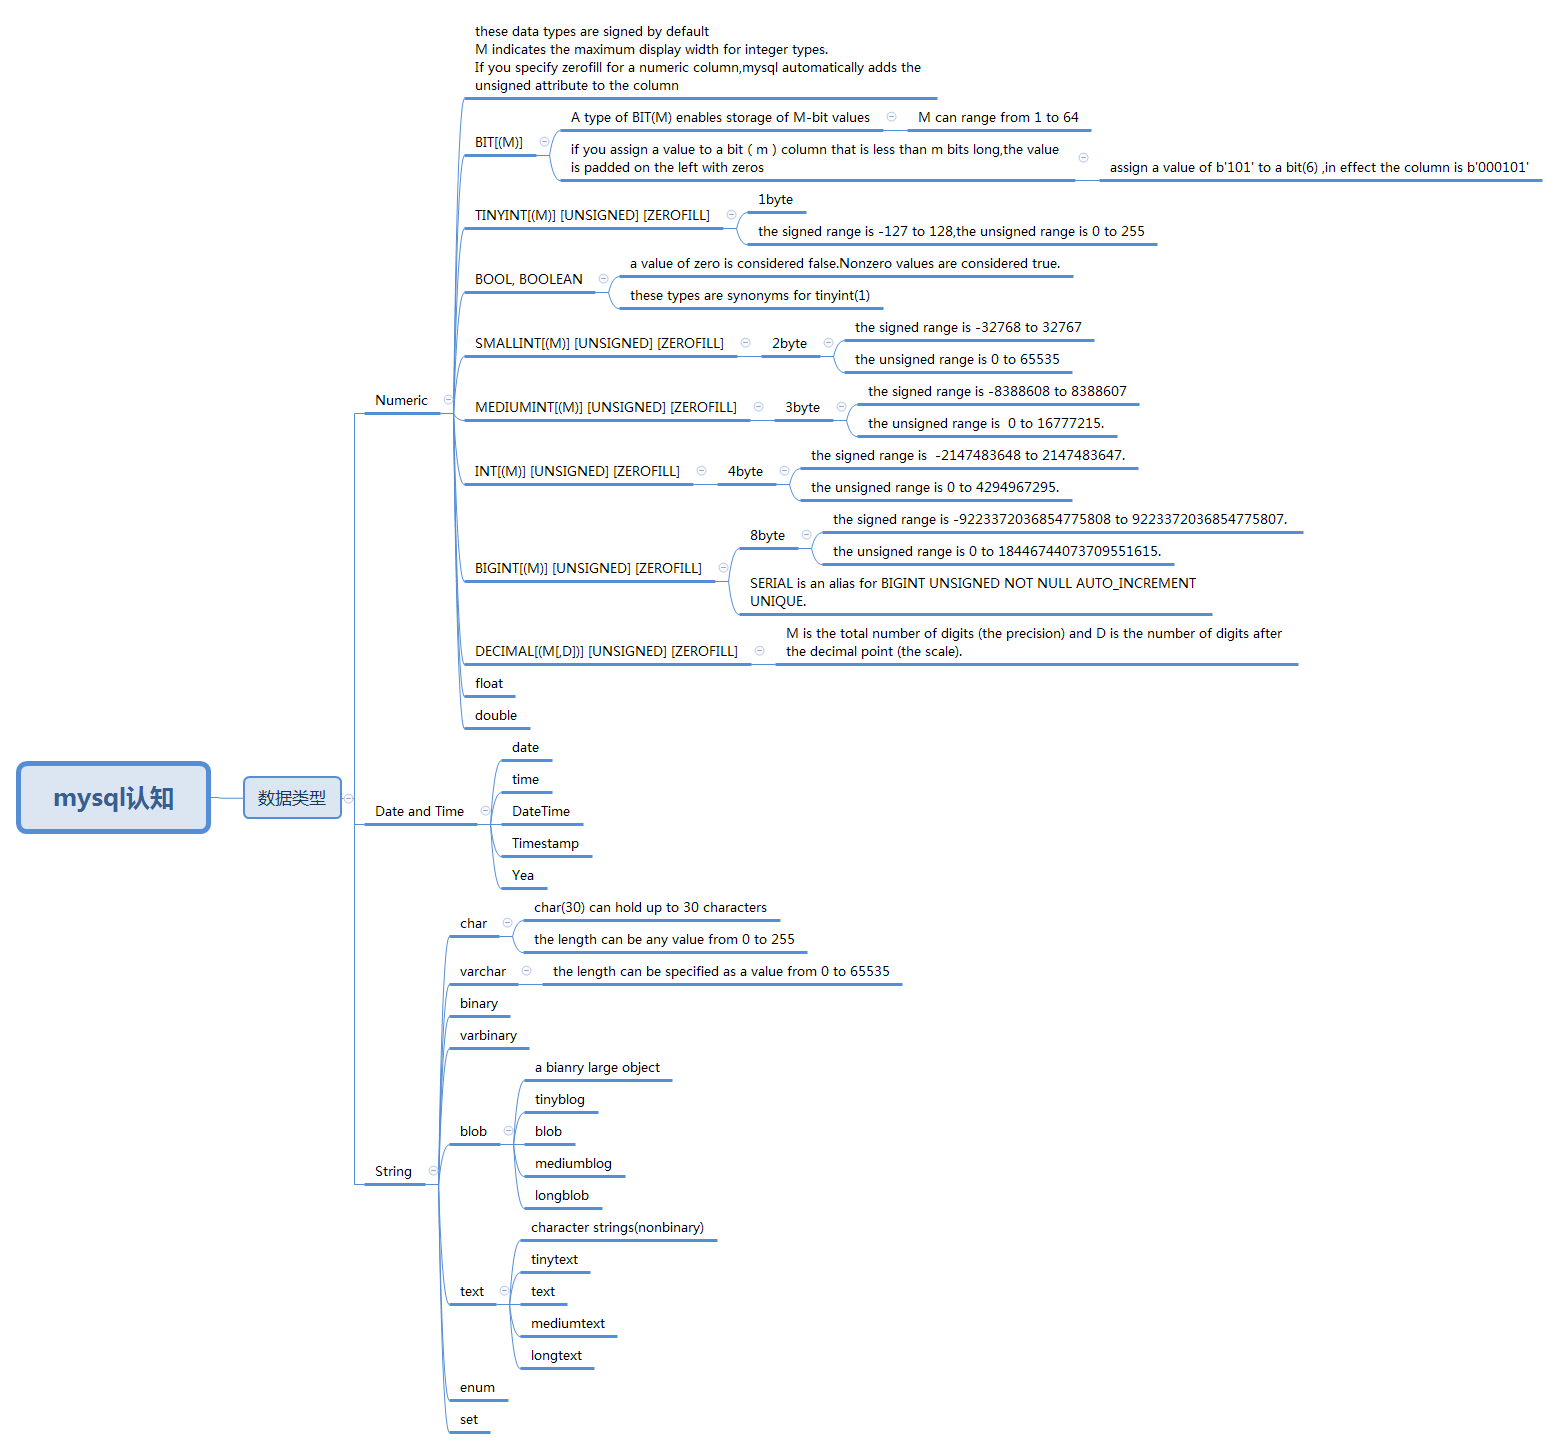 these data types are signed by default
M indicates the maximum display width for integer types.
If you specify zerofill for a numeric column,mysql automatically adds the
unsigned attribute to the column
BIT[(M)]
A type of BIT(M) enables storage of M-bit values
M can range from 1 to 64
if you assign a value to a bit ( m ) column that is less than m bits long,the value
is padded on the left with zeros
assign a value of b'101' to a bit(6) ,in effect the column is b'000101'
TINYINT[(M)] [UNSIGNED] [ZEROFILL]
1byte
the signed range is -127 to 128,the unsigned range is 0 to 255
BOOL, BOOLEAN
a value of zero is considered false.Nonzero values are considered true.
these types are synonyms for tinyint(1)
SMALLINT[(M)] [UNSIGNED] [ZEROFILL]
2byte
the signed range is -32768 to 32767
the unsigned range is 0 to 65535
Numeric
MEDIUMINT[(M)] [UNSIGNED] [ZEROFILL]
3byte
the signed range is -8388608 to 8388607
the unsigned range is  0 to 16777215.
INT[(M)] [UNSIGNED] [ZEROFILL]
4byte
the signed range is  -2147483648 to 2147483647.
the unsigned range is 0 to 4294967295.
BIGINT[(M)] [UNSIGNED] [ZEROFILL]
8byte
the signed range is -9223372036854775808 to 9223372036854775807.
the unsigned range is 0 to 18446744073709551615.
SERIAL is an alias for BIGINT UNSIGNED NOT NULL AUTO_INCREMENT
UNIQUE.
DECIMAL[(M[,D])] [UNSIGNED] [ZEROFILL]
M is the total number of digits (the precision) and D is the number of digits after
the decimal point (the scale).
float
double
mysql认知
数据类型
Date and Time
date
time
DateTime
Timestamp
Yea
String
char
char(30) can hold up to 30 characters
the length can be any value from 0 to 255
varchar
the length can be specified as a value from 0 to 65535
binary
varbinary
blob
a bianry large object
tinyblog
blob
mediumblog
longblob
text
character strings(nonbinary)
tinytext
text
mediumtext
longtext
enum
set